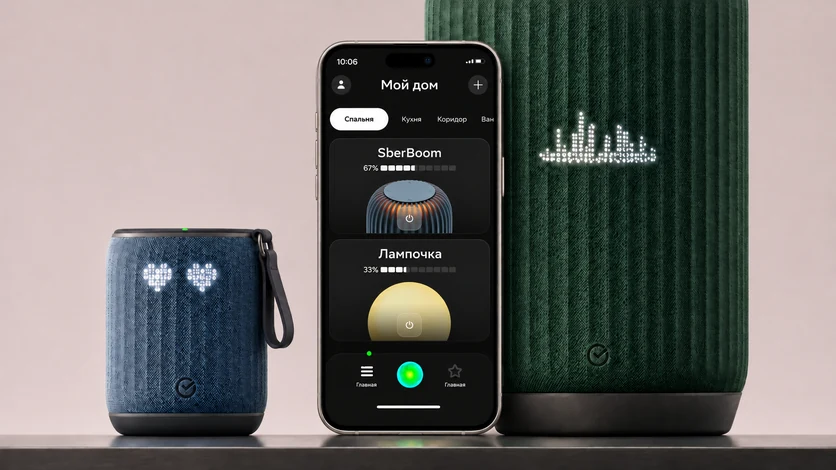 10:06
Мой дом
Спальня Кухня Коридор Ван
SberBoom
67%
Лампочка
33%
Главная Главная